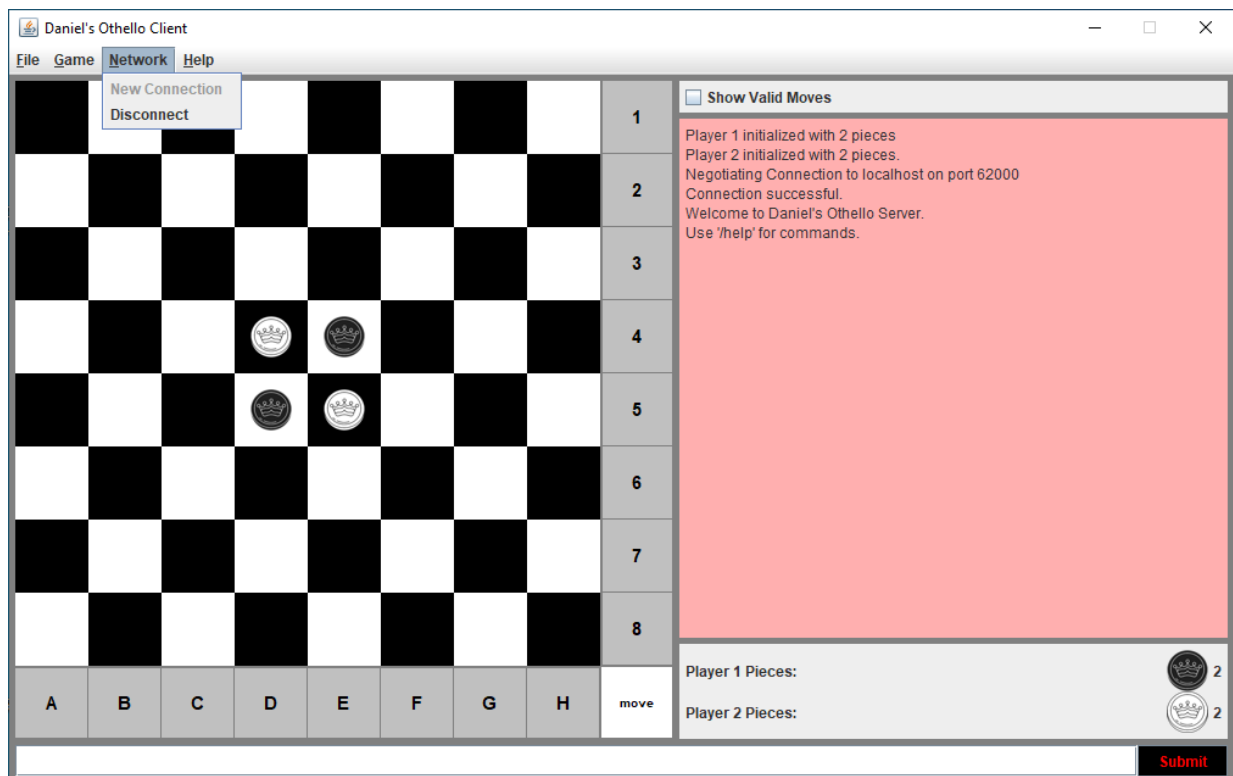 Daniel's Othello Client
File Game Network Help
New Connection
Disconnect
1
2
3
4
5
6
7
8
A B C D E F G H move
Show Valid Moves
Player 1 initialized with 2 pieces
Player 2 initialized with 2 pieces.
Negotiating Connection to localhost on port 62000
Connection successful.
Welcome to Daniel's Othello Server.
Use '/help' for commands.
Player 1 Pieces: 2
Player 2 Pieces: 2
Submit